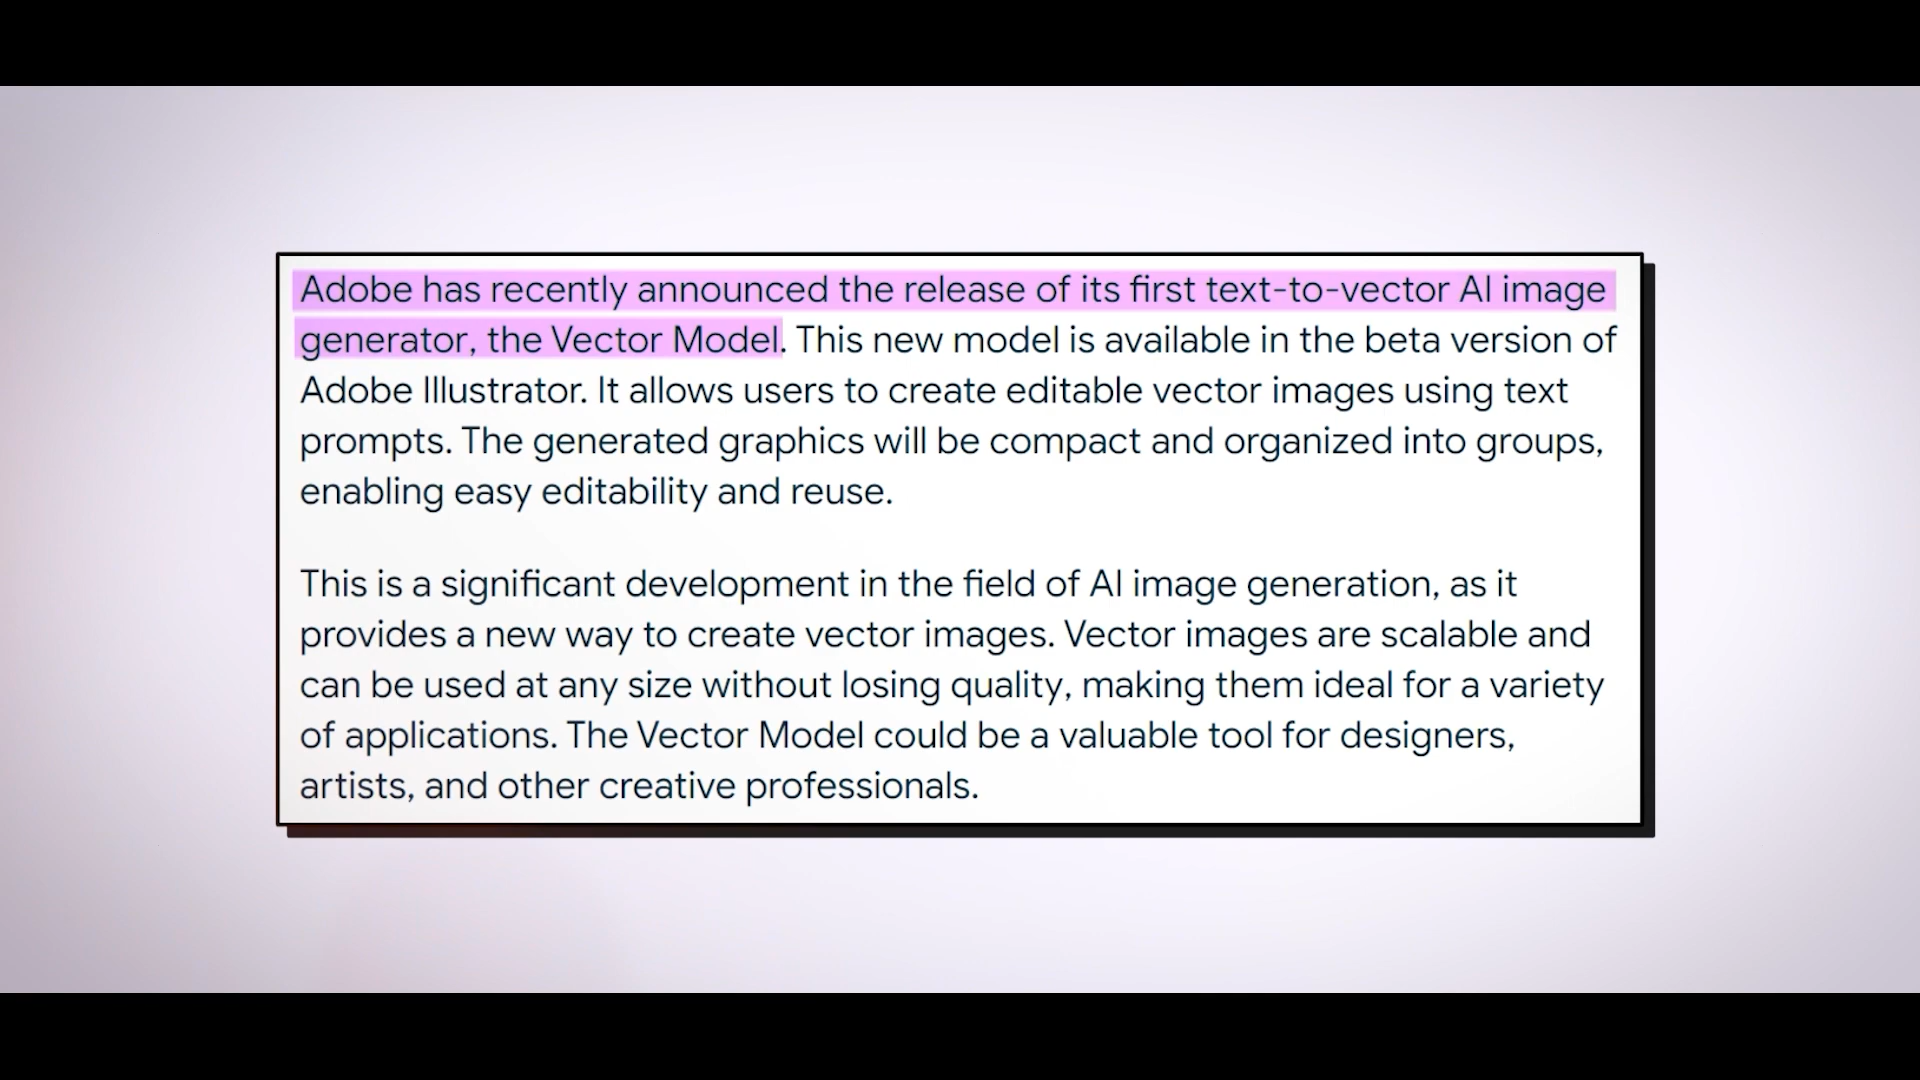 Adobe has recently announced the release of its first text-to-vector AI image
generator, the Vector Model. This new model is available in the beta version of
Adobe Illustrator. It allows users to create editable vector images using text
prompts. The generated graphics will be compact and organized into groups,
enabling easy editability and reuse.
This is a significant development in the field of AI image generation, as it
provides a new way to create vector images. Vector images are scalable and
can be used at any size without losing quality, making them ideal for a variety
of applications. The Vector Model could be a valuable tool for designers,
artists, and other creative professionals.